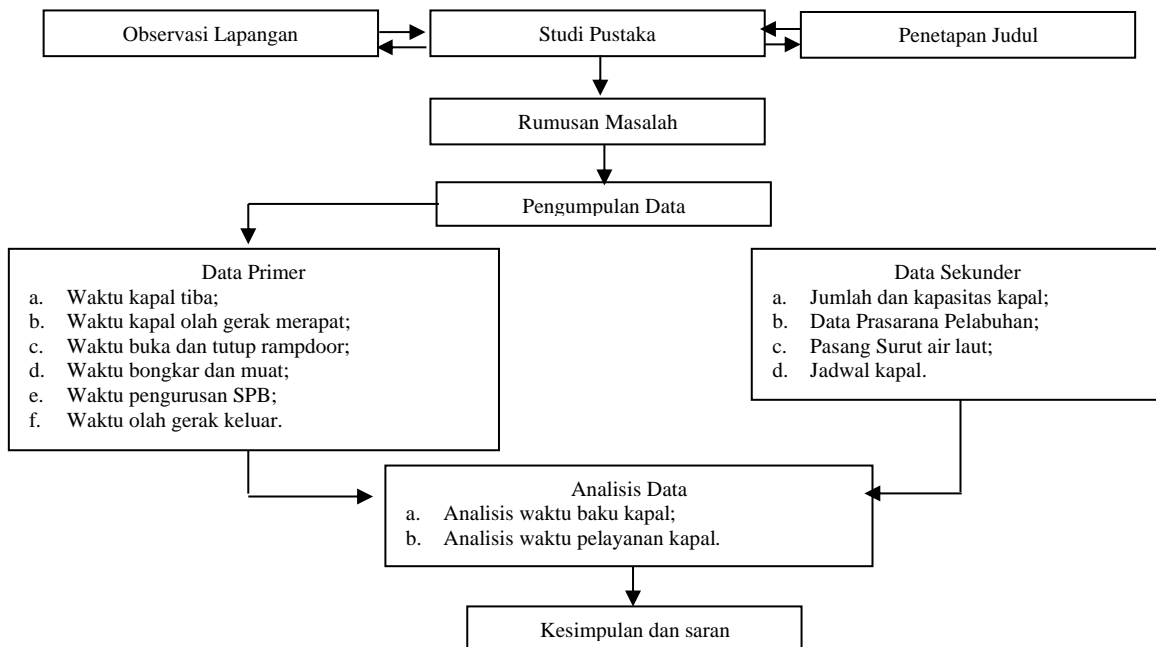 Observasi Lapangan
Studi Pustaka
Penetapan Judul
Rumusan Masalah
Pengumpulan Data
Data Primer
a. Waktu kapal tiba;
b. Waktu kapal olah gerak merapat;
c. Waktu buka dan tutup rampdoor;
d. Waktu bongkar dan muat;
e. Waktu pengurusan SPB;
f. Waktu olah gerak keluar.
Data Sekunder
a. Jumlah dan kapasitas kapal;
b. Data Prasarana Pelabuhan;
c. Pasang Surut air laut;
d. Jadwal kapal.
Analisis Data
a. Analisis waktu baku kapal;
b. Analisis waktu pelayanan kapal.
Kesimpulan dan saran